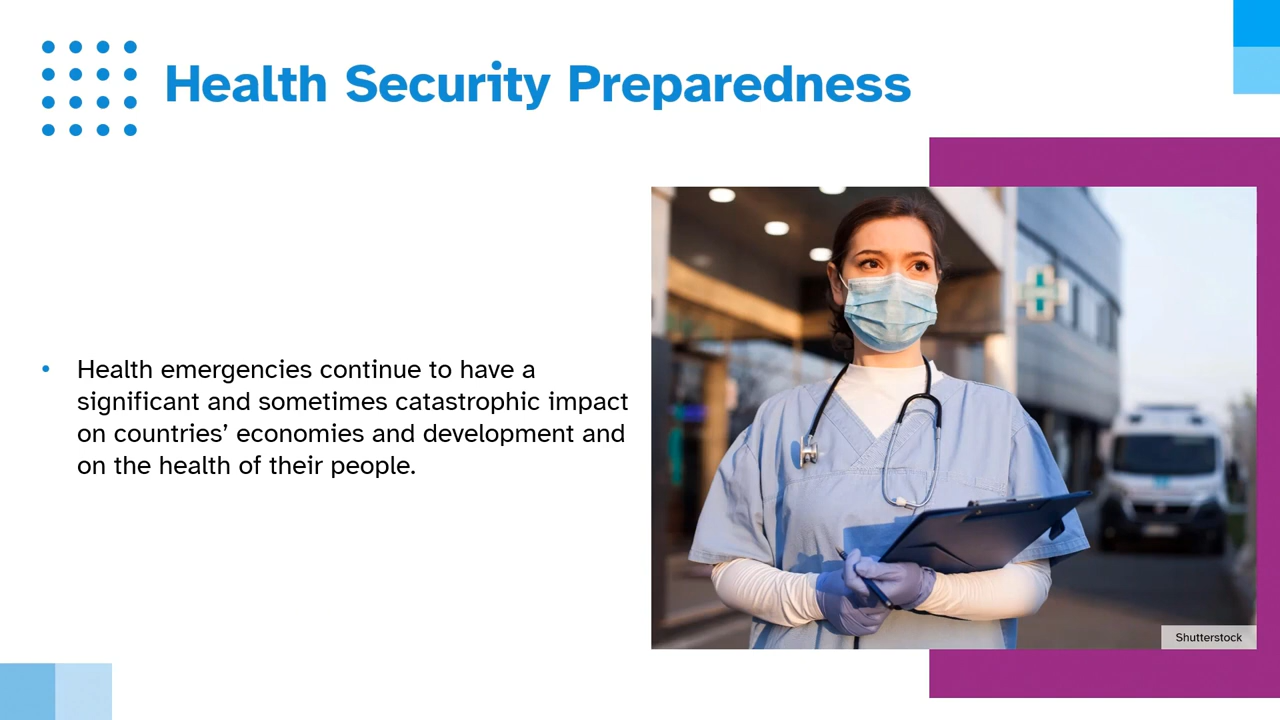 Health Security Preparedness
• Health emergencies continue to have a
significant and sometimes catastrophic impact
on countries’ economies and development and
on the health of their people.
Shutterstock